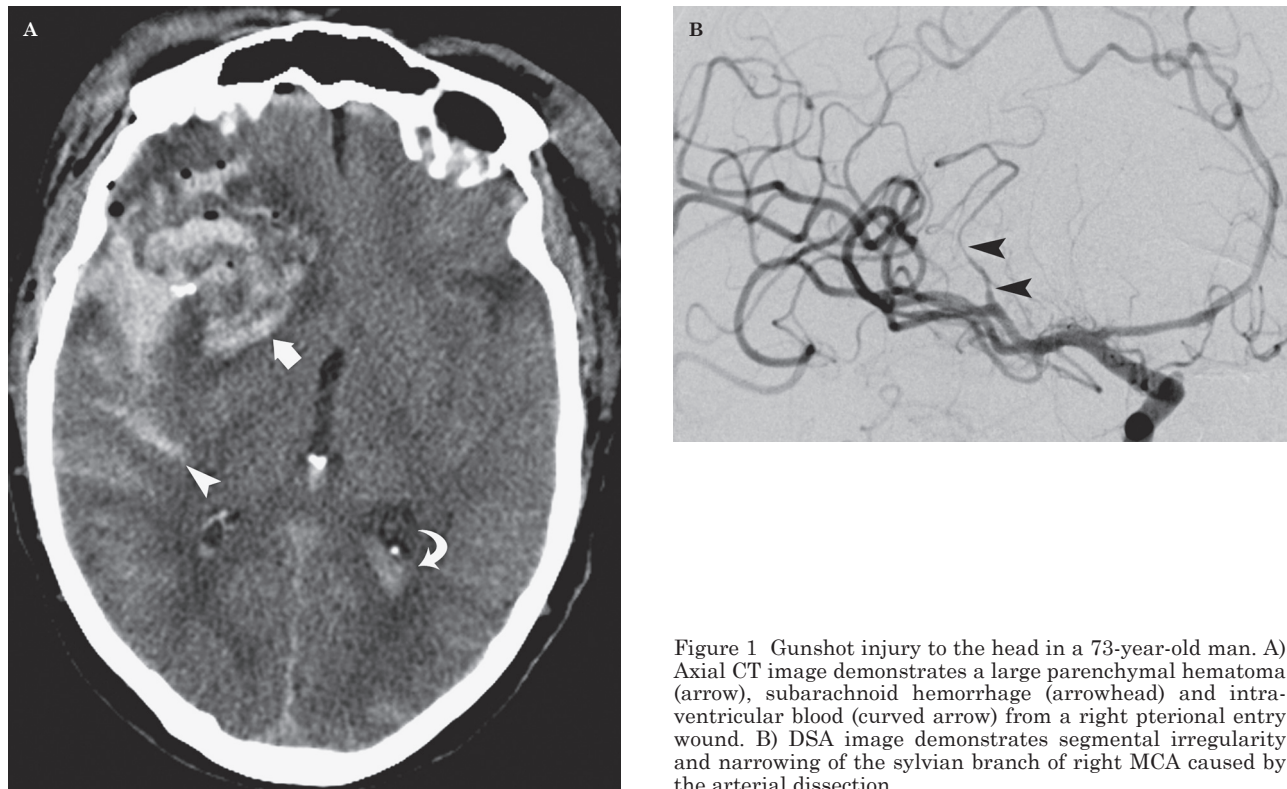 A
B
Figure 1 Gunshot injury to the head in a 73-year-old man. A)
Axial CT image demonstrates a large parenchymal hematoma
(arrow), subarachnoid hemorrhage (arrowhead) and intra-
ventricular blood (curved arrow) from a right pterional entry
wound. B) DSA image demonstrates segmental irregularity
and narrowing of the sylvian branch of right MCA caused by
the arterial dissection.